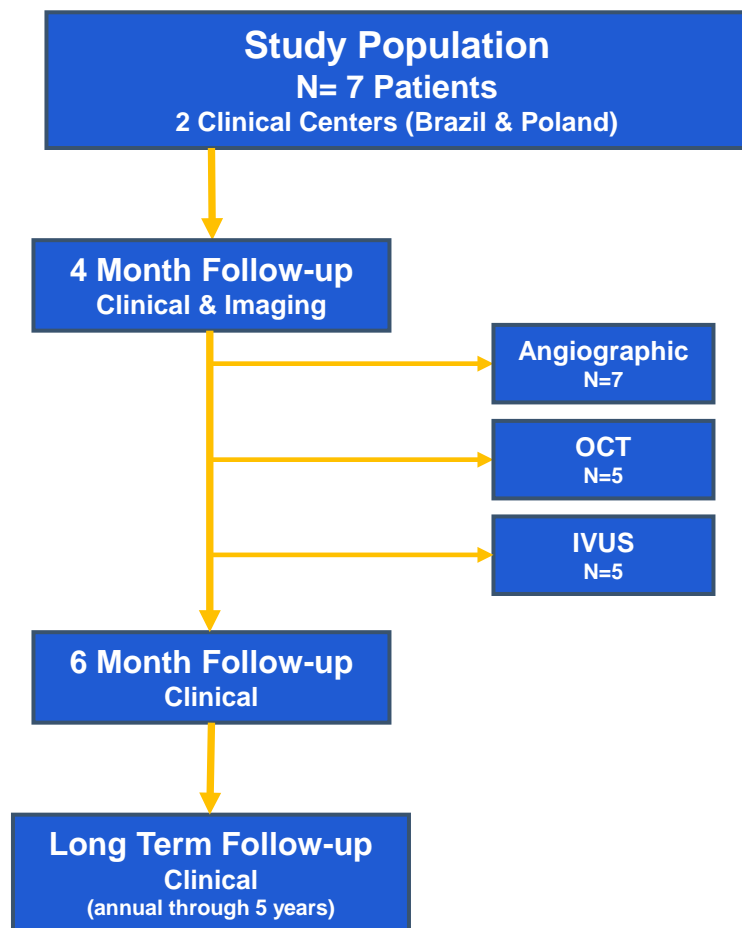 Study Population
N= 7 Patients
2 Clinical Centers (Brazil & Poland)
4 Month Follow-up
Clinical & Imaging
Angiographic
N=7
OCT
N=5
IVUS
N=5
6 Month Follow-up
Clinical
Long Term Follow-up
Clinical
(annual through 5 years)